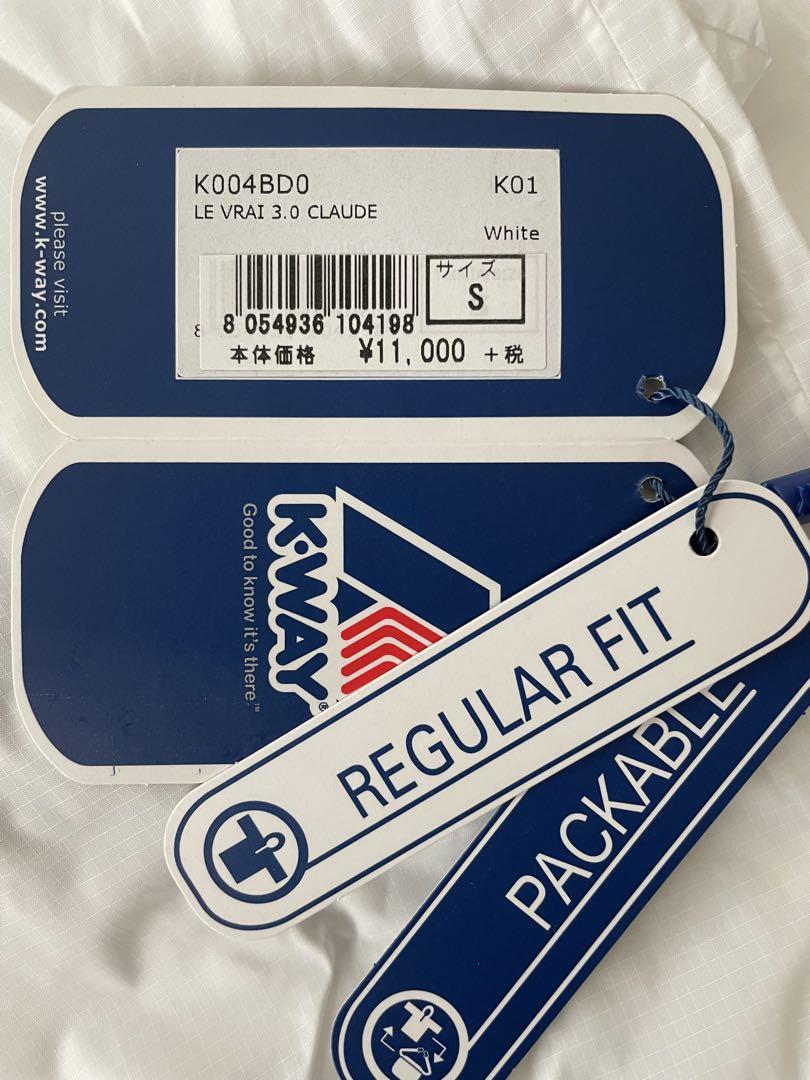 K004BD0 K01
LE VRAI 3.0 CLAUDE
White
サイズ
S
8 054936 104198
本体価格 ¥11,000 +税
please visit
www.k-way.com
K·WAY®
Good to know it's there.™
REGULAR FIT
PACKABLE